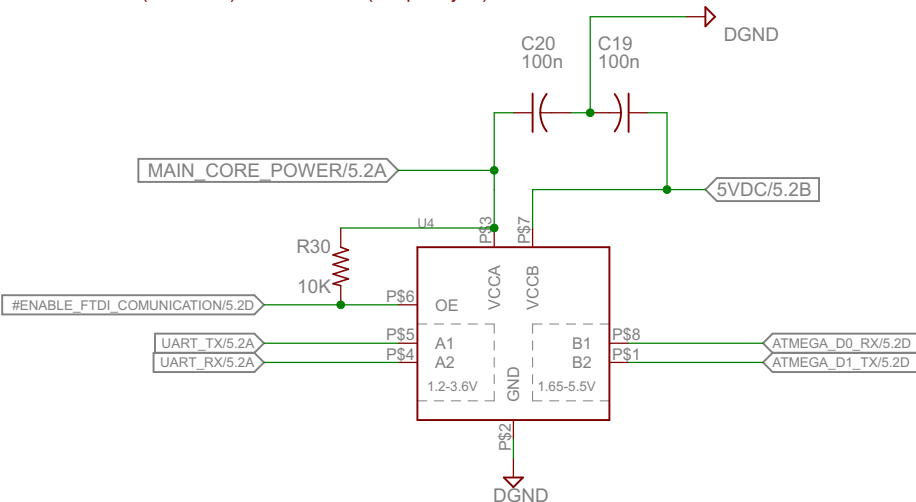 DGND
C20
100n
C19
100n
MAIN_CORE_POWER/5.2A
5VDC/5.2B
U4
P$3
P$7
R30
10K
VCCA
VCCB
#ENABLE_FTDI_COMUNICATION/5.2D
P$6
OE
UART_TX/5.2A
P$5
A1
B1
P$8
ATMEGA_D0_RX/5.2D
UART_RX/5.2A
P$4
A2
B2
P$1
ATMEGA_D1_TX/5.2D
1.2-3.6V
GND
1.65-5.5V
P$2
DGND